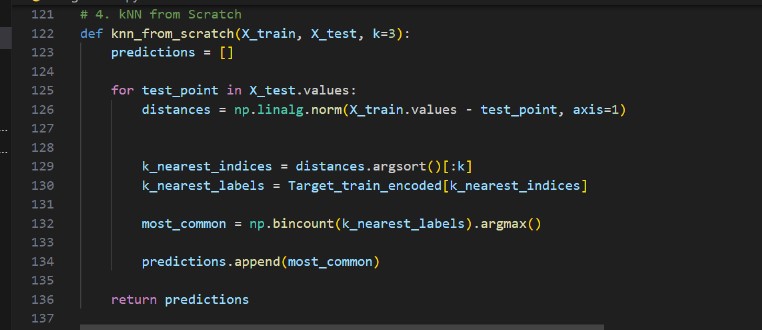 121 # 4. kNN from Scratch
122 def knn_from_scratch(X_train, X_test, k=3):
123     predictions = []
124
125     for test_point in X_test.values:
126         distances = np.linalg.norm(X_train.values - test_point, axis=1)
127
128
129         k_nearest_indices = distances.argsort()[:k]
130         k_nearest_labels = Target_train_encoded[k_nearest_indices]
131
132         most_common = np.bincount(k_nearest_labels).argmax()
133
134         predictions.append(most_common)
135
136     return predictions
137